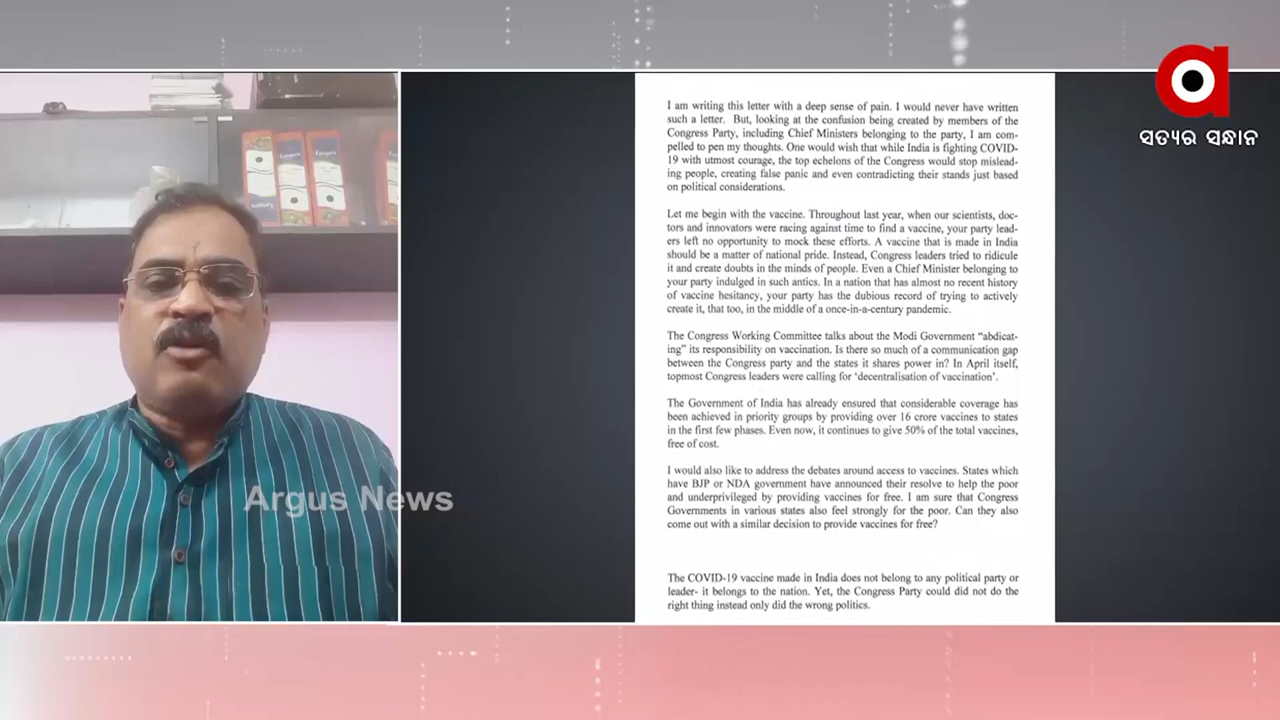 ସତ୍ୟର ସନ୍ଧାନ
I am writing this letter with a deep sense of pain. I would never have written
such a letter. But, looking at the confusion being created by members of the
Congress Party, including Chief Ministers belonging to the party, I am com-
pelled to pen my thoughts. One would wish that while India is fighting COVID-
19 with utmost courage, the top echelons of the Congress would stop mislead-
ing people, creating false panic and even contradicting their stands just based
on political considerations.
Let me begin with the vaccine. Throughout last year, when our scientists, doc-
tors and innovators were racing against time to find a vaccine, your party lead-
ers left no opportunity to mock these efforts. A vaccine that is made in India
should be a matter of national pride. Instead, Congress leaders tried to ridicule
it and create doubts in the minds of people. Even a Chief Minister belonging to
your party indulged in such antics. In a nation that has almost no recent history
of vaccine hesitancy, your party has the dubious record of trying to actively
create it, that too, in the middle of a once-in-a-century pandemic.
The Congress Working Committee talks about the Modi Government “abdicat-
ing” its responsibility on vaccination. Is there so much of a communication gap
between the Congress party and the states it shares power in? In April itself,
topmost Congress leaders were calling for ‘decentralisation of vaccination’.
The Government of India has already ensured that considerable coverage has
been achieved in priority groups by providing over 16 crore vaccines to states
in the first few phases. Even now, it continues to give 50% of the total vaccines,
free of cost.
I would also like to address the debates around access to vaccines. States which
have BJP or NDA government have announced their resolve to help the poor
and underprivileged by providing vaccines for free. I am sure that Congress
Governments in various states also feel strongly for the poor. Can they also
come out with a similar decision to provide vaccines for free?
The COVID-19 vaccine made in India does not belong to any political party or
leader- it belongs to the nation. Yet, the Congress Party could did not do the
right thing instead only did the wrong politics.
Argus News